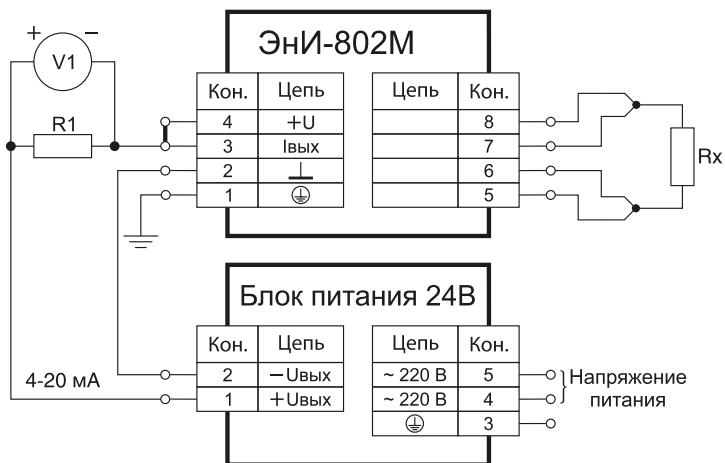 ЭнИ-802М
+ −
V1
R1
Кон. Цепь Цепь Кон.
4 +U 8
3 Iвых 7
2 6
1 5
Rx
Блок питания 24В
Кон. Цепь Цепь Кон.
2 −Uвых ~ 220 В 5
1 +Uвых ~ 220 В 4
3
4-20 мА
Напряжение
питания